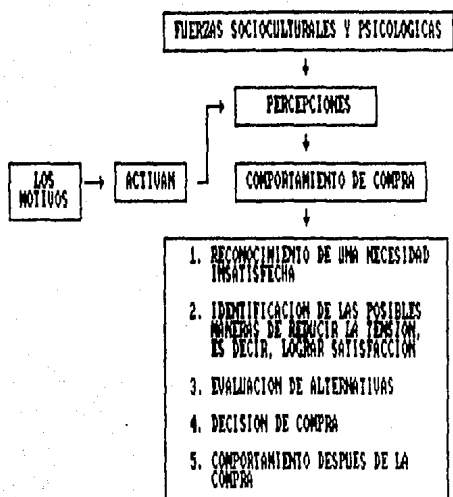 FUERZAS SOCIOCULTURALES Y PSICOLOGICAS
PERCEPCIONES
LOS
MOTIVOS
ACTIVAN
COMPORTAMIENTO DE COMPRA
1. RECONOCIMIENTO DE UNA NECESIDAD
INSATISFECHA
2. IDENTIFICACION DE LAS POSIBLES
MANERAS DE REDUCIR LA TENSION,
ES DECIR, LOGRAR SATISFACCION
3. EVALUACION DE ALTERNATIVAS
4. DECISION DE COMPRA
5. COMPORTAMIENTO DESPUES DE LA
COMPRA